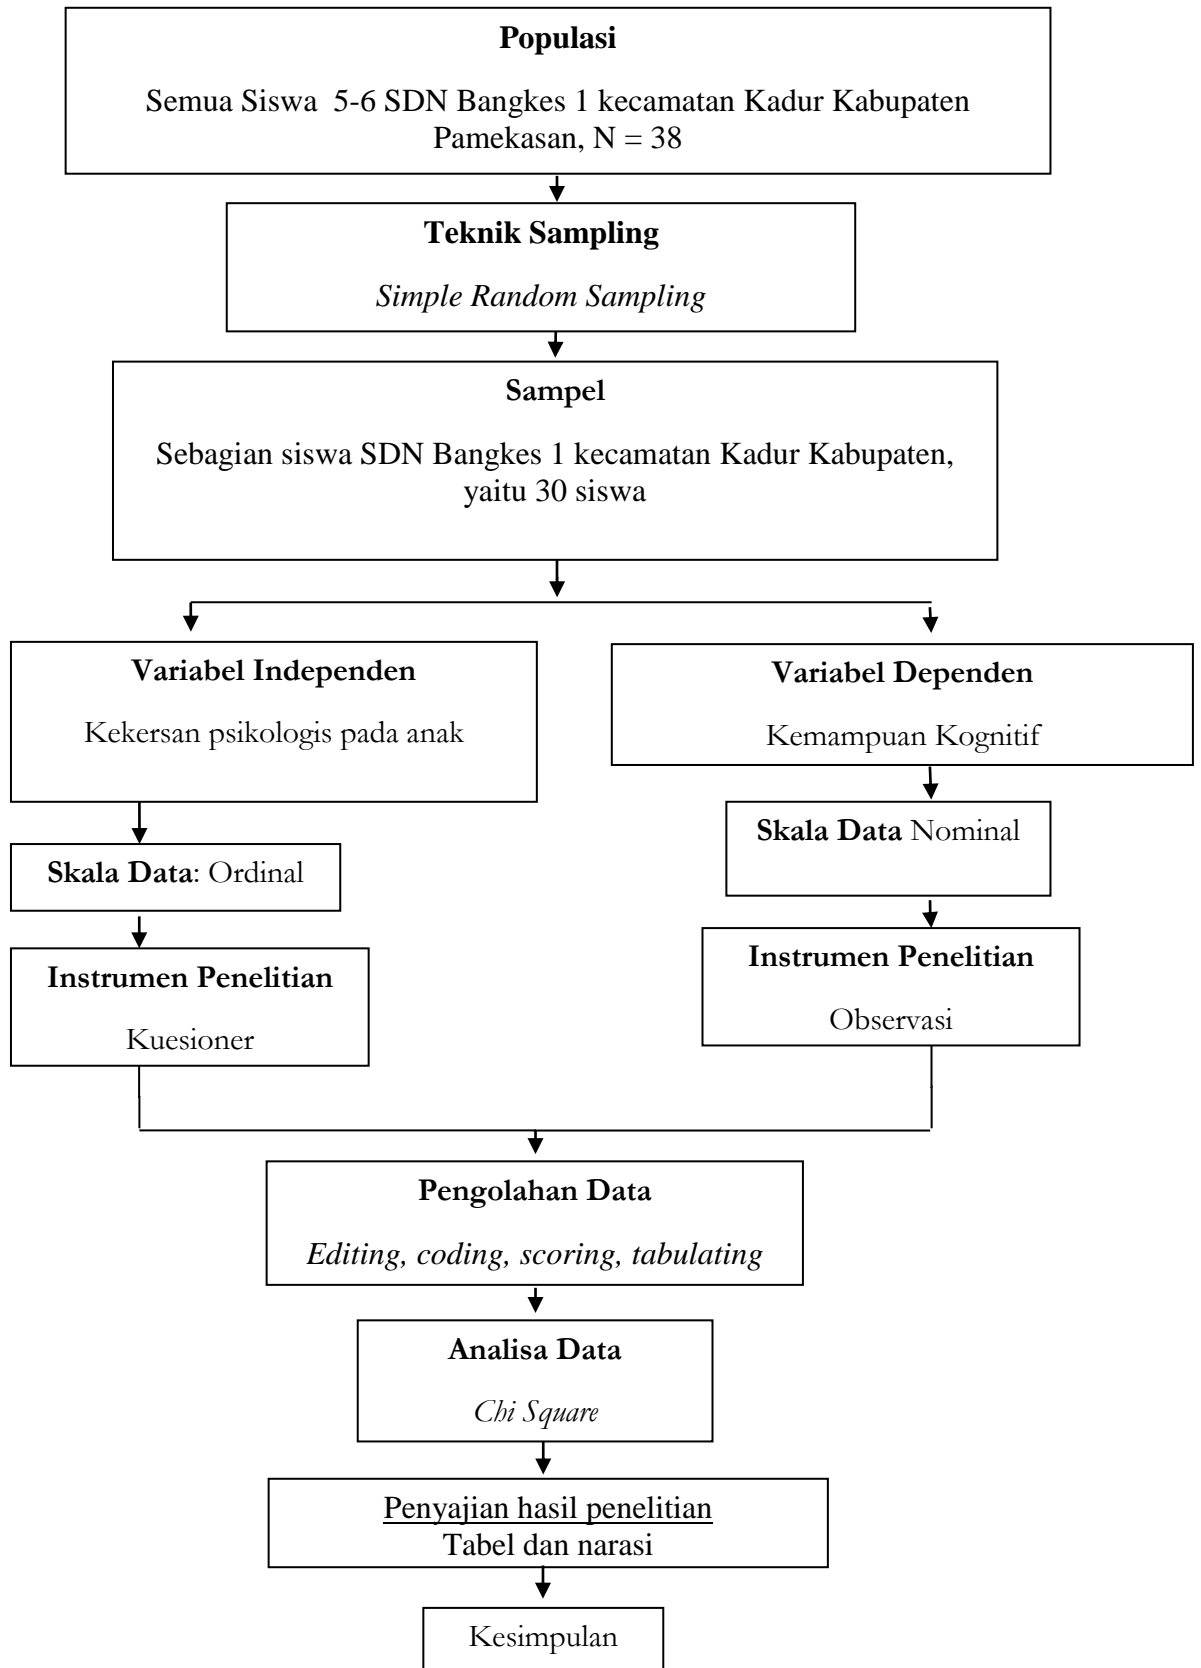 Populasi
Semua Siswa 5-6 SDN Bangkes 1 kecamatan Kadur Kabupaten
Pamekasan, N = 38
Teknik Sampling
Simple Random Sampling
Sampel
Sebagian siswa SDN Bangkes 1 kecamatan Kadur Kabupaten,
yaitu 30 siswa
Variabel Independen
Kekersan psikologis pada anak
Skala Data: Ordinal
Instrumen Penelitian
Kuesioner
Variabel Dependen
Kemampuan Kognitif
Skala Data Nominal
Instrumen Penelitian
Observasi
Pengolahan Data
Editing, coding, scoring, tabulating
Analisa Data
Chi Square
Penyajian hasil penelitian
Tabel dan narasi
Kesimpulan